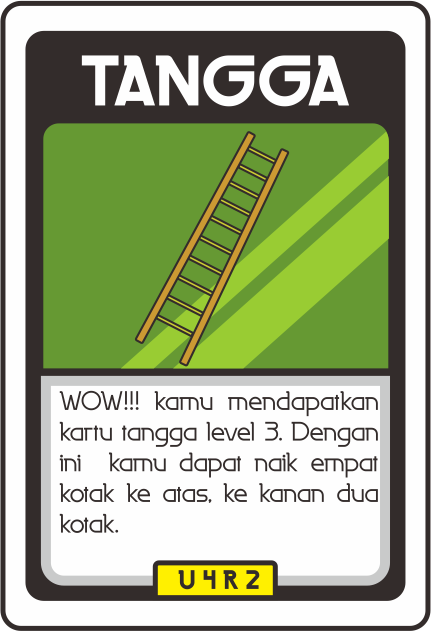 TANGGA
WOW!!! kamu mendapatkan
kartu tangga level 3. Dengan
ini kamu dapat naik empat
kotak ke atas, ke kanan dua
kotak.
U4R2